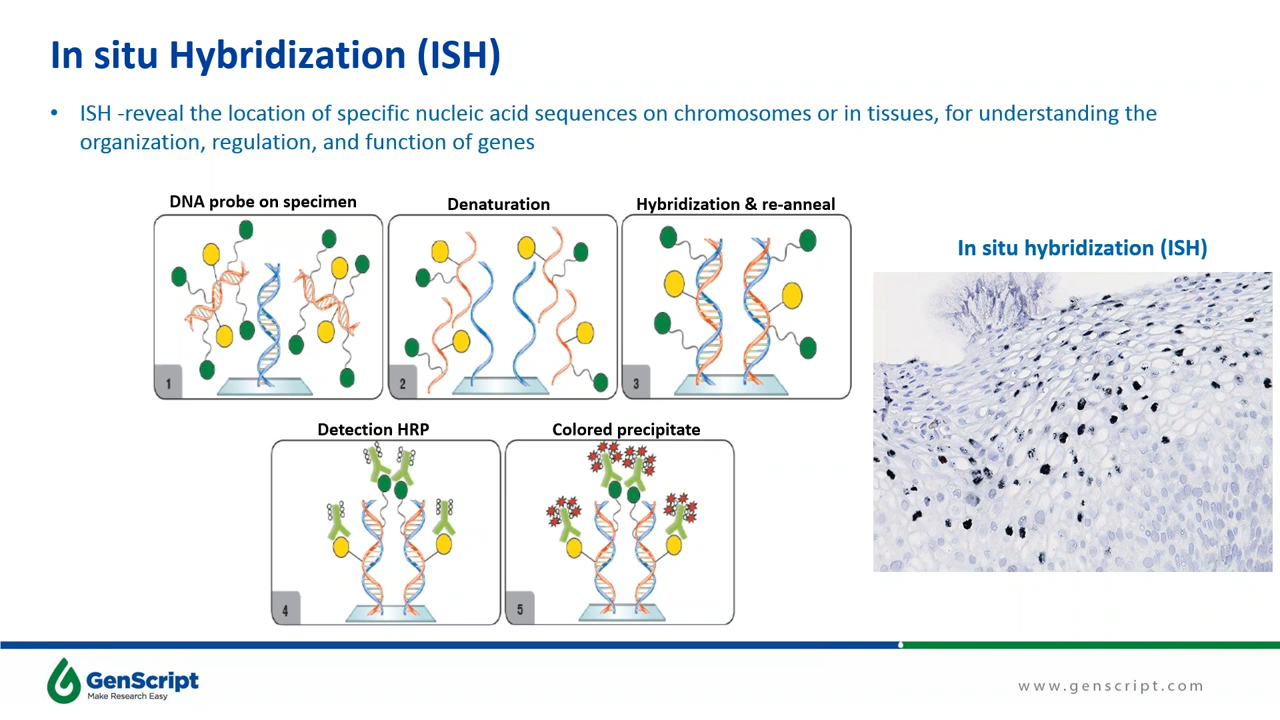 In situ Hybridization (ISH)
• ISH -reveal the location of specific nucleic acid sequences on chromosomes or in tissues, for understanding the
organization, regulation, and function of genes
DNA probe on specimen
Denaturation
Hybridization & re-anneal
1
2
3
In situ hybridization (ISH)
Detection HRP
Colored precipitate
4
5
GenScript
Make Research Easy
www.genscript.com